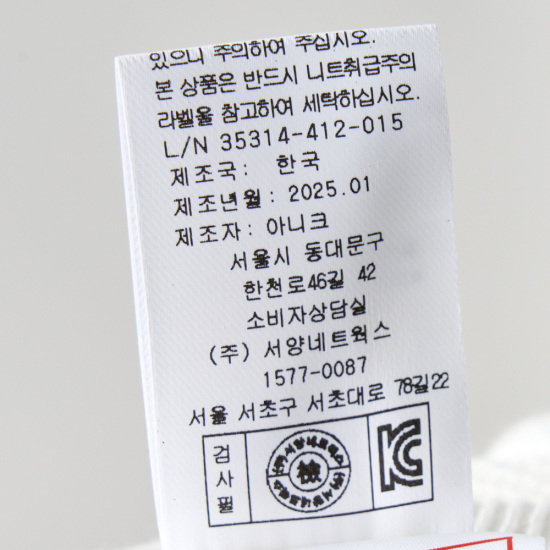 있으니 주의하여 주십시오.
본 상품은 반드시 니트취급주의
라벨을 참고하여 세탁하십시오.
L/N 35314-412-015
제조국: 한국
제조년월: 2025.01
제조자: 아니크
서울시 동대문구
한천로46길 42
소비자상담실
(주) 서양네트웍스
1577-0087
서울 서초구 서초대로 78길22
검사필
檢
KC